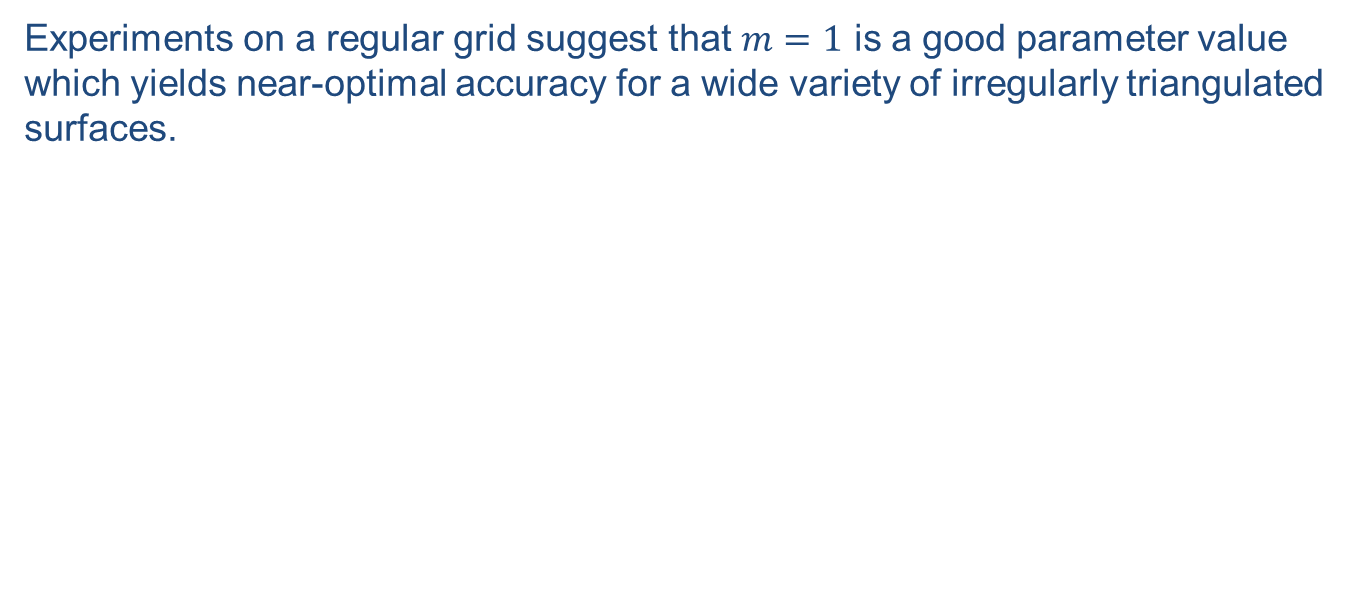 Experiments on a regular grid suggest that m = 1 is a good parameter value
which yields near-optimal accuracy for a wide variety of irregularly triangulated
surfaces.